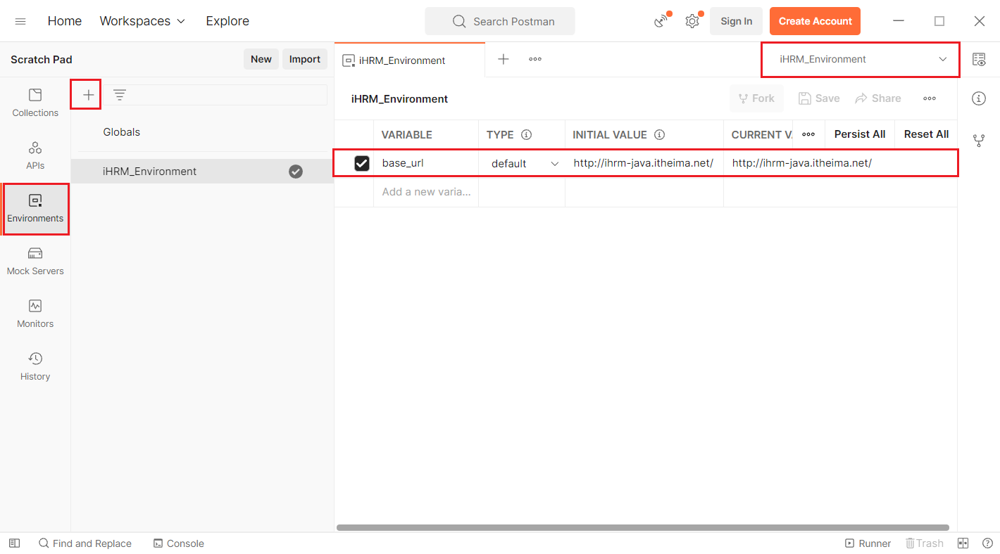 Home Workspaces Explore Search Postman Sign In Create Account
Scratch Pad New Import iHRM_Environment iHRM_Environment
Collections
APIs
Environments
Mock Servers
Monitors
History
Globals
iHRM_Environment
iHRM_Environment Fork Save Share
VARIABLE TYPE INITIAL VALUE CURRENT VA Persist All Reset All
base_url default http://ihrm-java.itheima.net/ http://ihrm-java.itheima.net/
Add a new varia...
Find and Replace Console Runner Trash